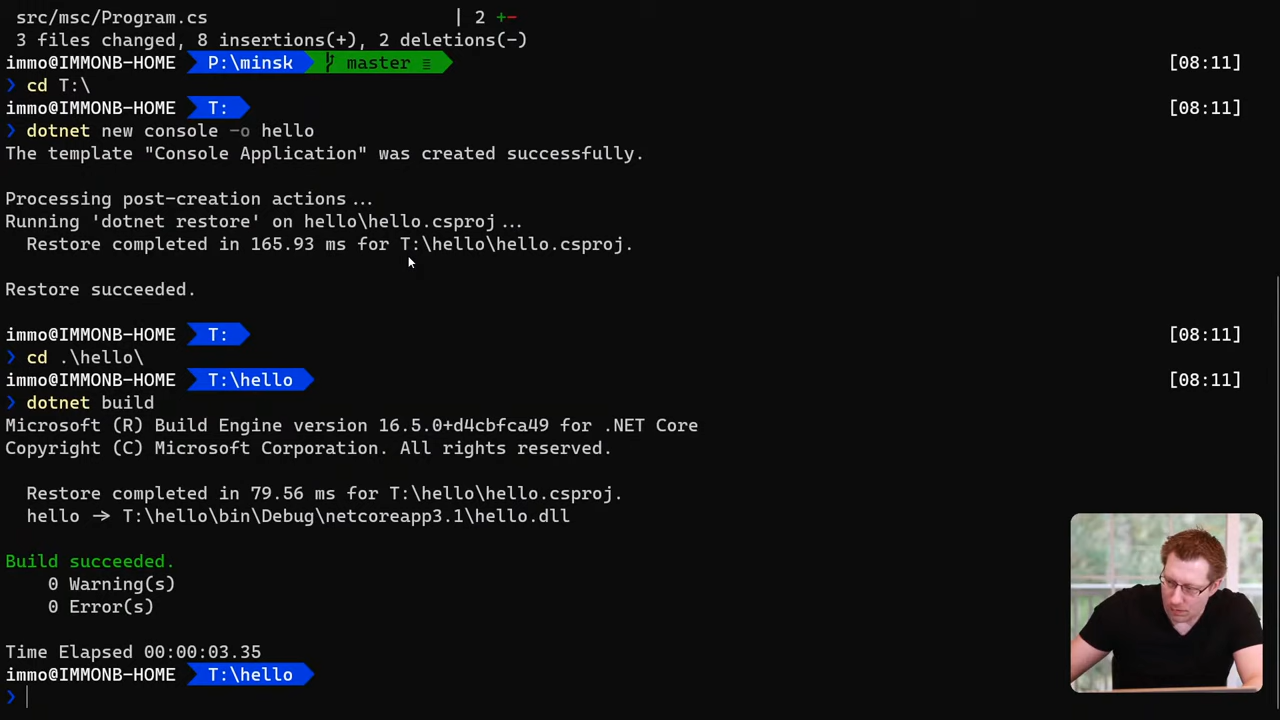 src/msc/Program.cs | 2 +-
3 files changed, 8 insertions(+), 2 deletions(-)
immo@IMMONB-HOME P:\minsk master ≡ [08:11]
❯ cd T:\
immo@IMMONB-HOME T: [08:11]
❯ dotnet new console -o hello
The template "Console Application" was created successfully.
Processing post-creation actions...
Running 'dotnet restore' on hello\hello.csproj...
Restore completed in 165.93 ms for T:\hello\hello.csproj.
Restore succeeded.
immo@IMMONB-HOME T: [08:11]
❯ cd .\hello\
immo@IMMONB-HOME T:\hello [08:11]
❯ dotnet build
Microsoft (R) Build Engine version 16.5.0+d4cbfca49 for .NET Core
Copyright (C) Microsoft Corporation. All rights reserved.
Restore completed in 79.56 ms for T:\hello\hello.csproj.
hello -> T:\hello\bin\Debug\netcoreapp3.1\hello.dll
Build succeeded.
0 Warning(s)
0 Error(s)
Time Elapsed 00:00:03.35
immo@IMMONB-HOME T:\hello
❯